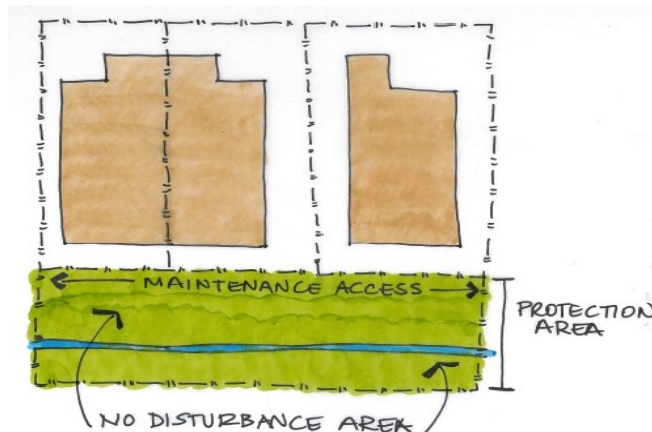 MAINTENANCE ACCESS
PROTECTION
AREA
NO DISTURBANCE AREA